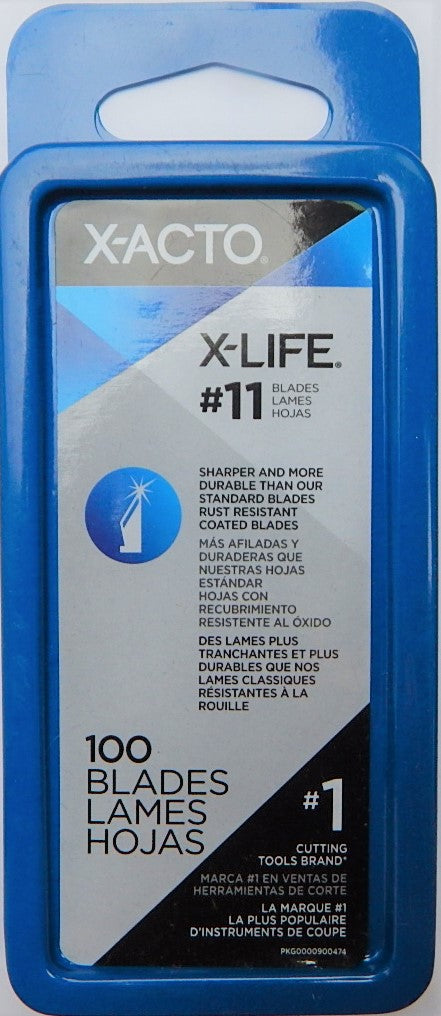 X-ACTO®
X-LIFE®
#11 BLADES
LAMES
HOJAS
SHARPER AND MORE
DURABLE THAN OUR
STANDARD BLADES
RUST RESISTANT
COATED BLADES
MÁS AFILADAS Y
DURADERAS QUE
NUESTRAS HOJAS
ESTÁNDAR
HOJAS CON
RECUBRIMIENTO
RESISTENTE AL ÓXIDO
DES LAMES PLUS
TRANCHANTES ET PLUS
DURABLES QUE NOS
LAMES CLASSIQUES
RÉSISTANTES À LA
ROUILLE
100
BLADES
LAMES
HOJAS
#1
CUTTING
TOOLS BRAND*
MARCA #1 EN VENTAS DE
HERRAMIENTAS DE CORTE
LA MARQUE #1
LA PLUS POPULAIRE
D'INSTRUMENTS DE COUPE
PKG0000900474